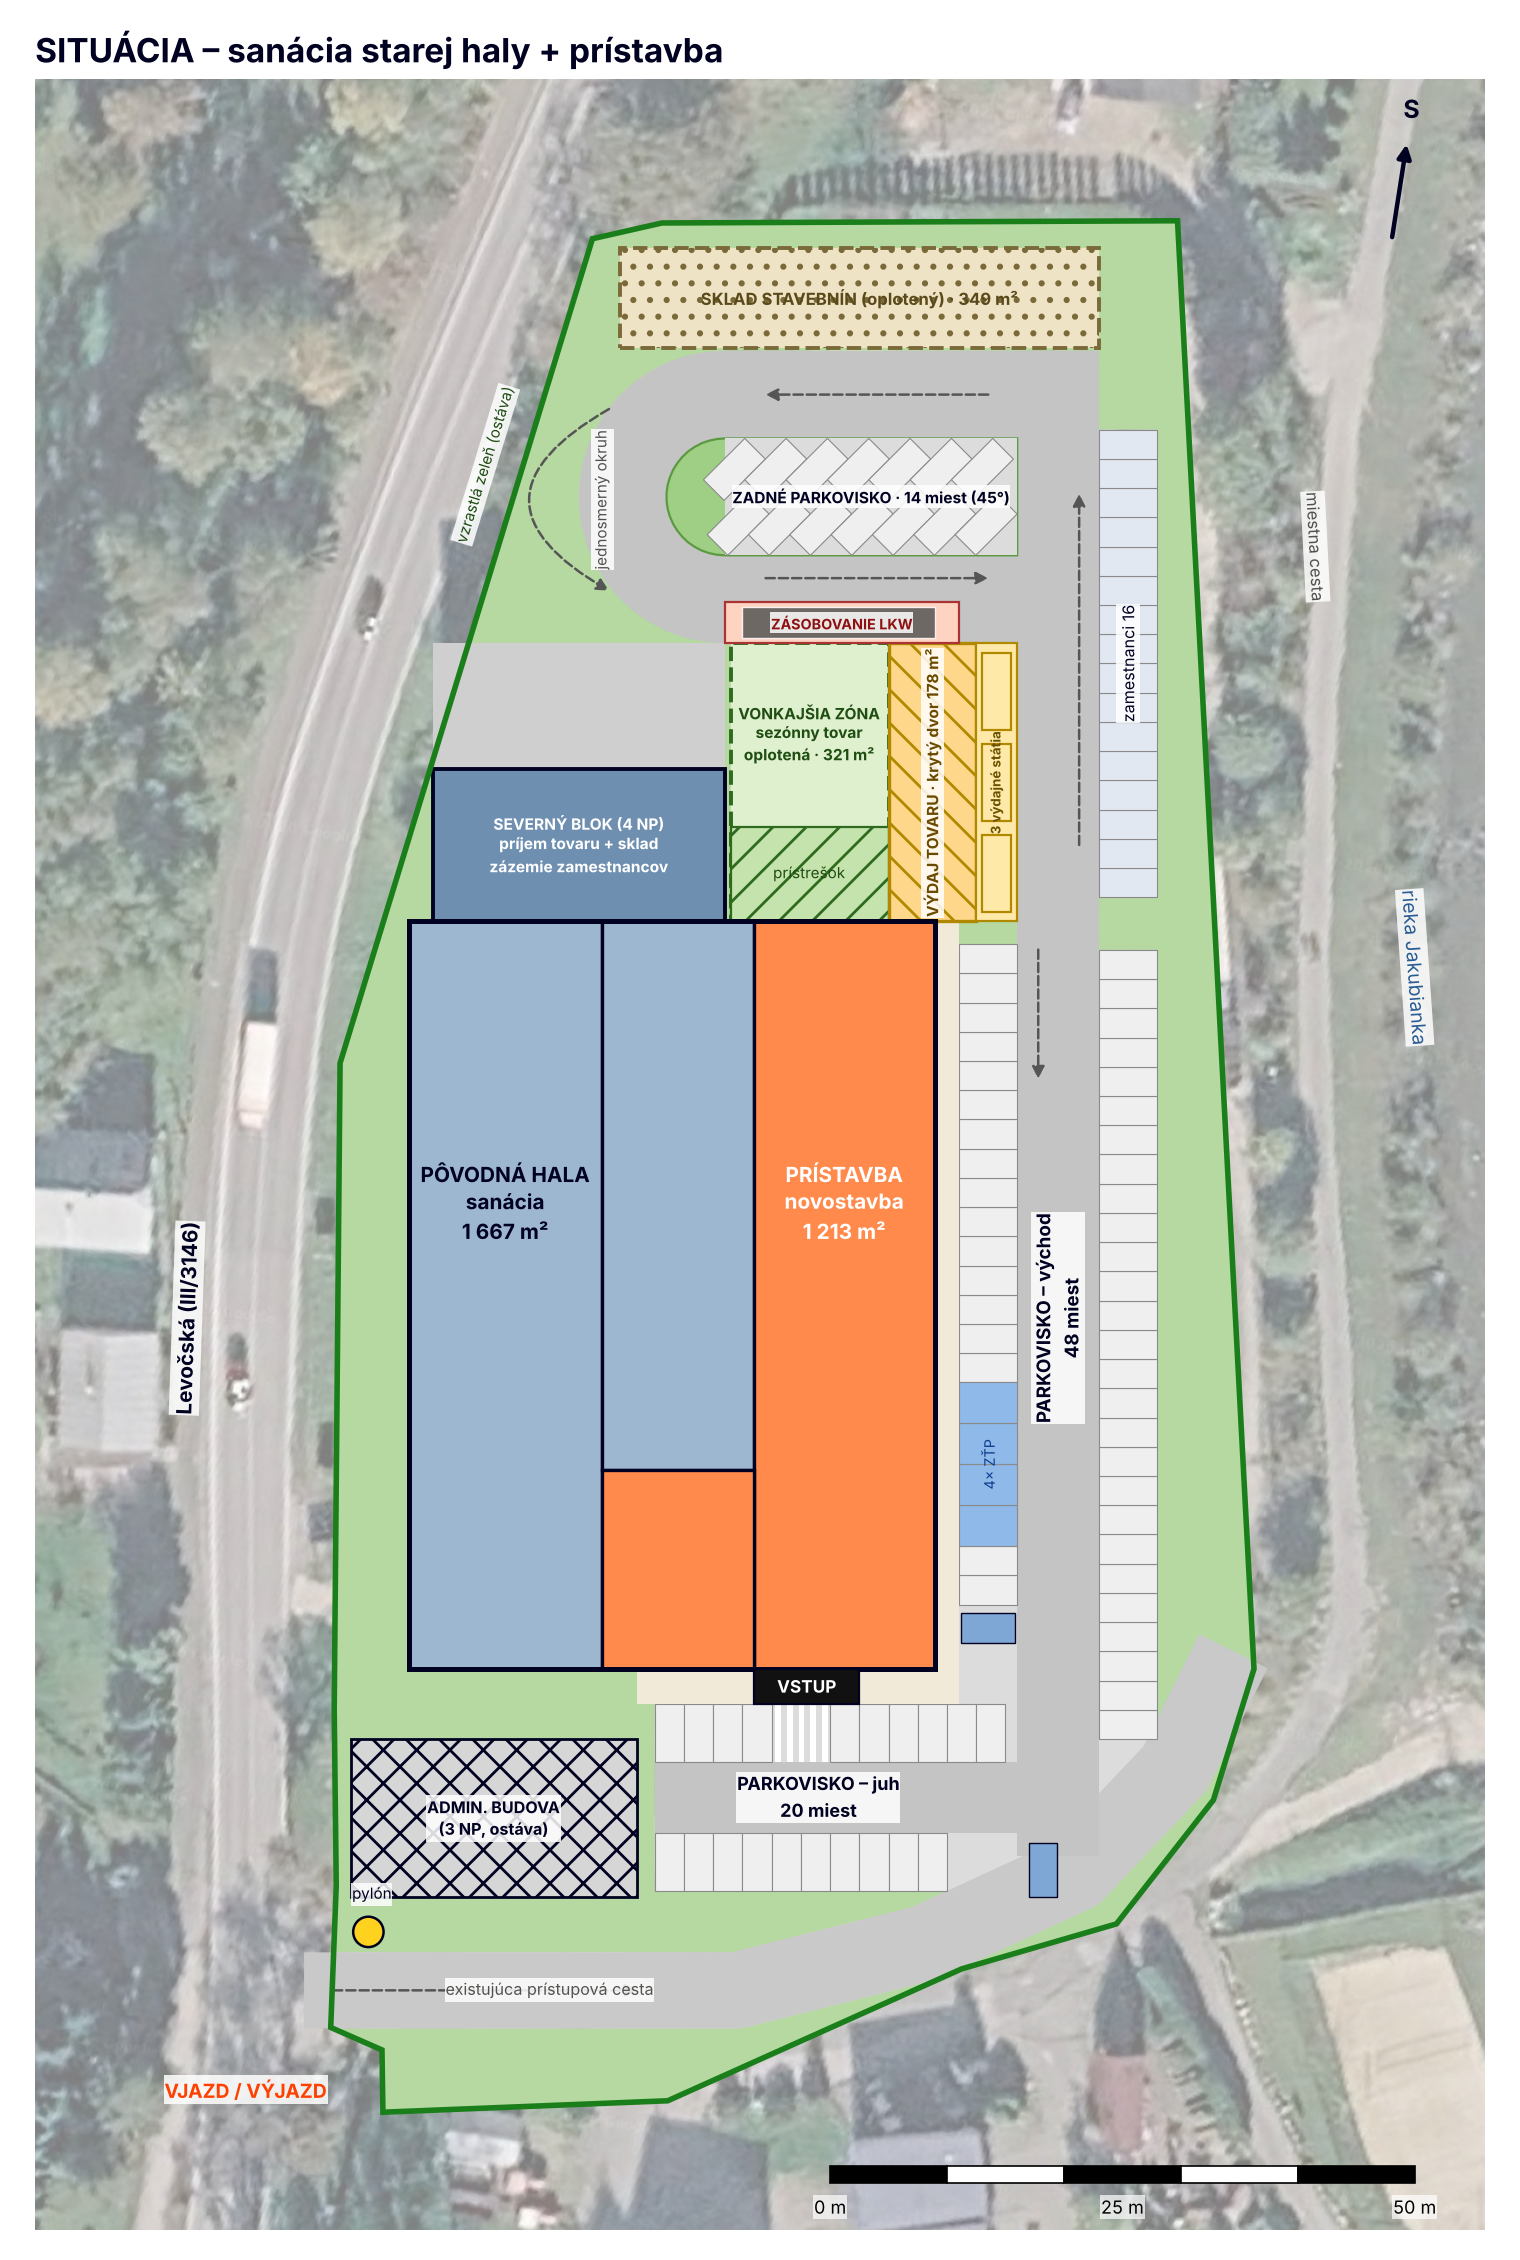 SITUÁCIA – sanácia starej haly + prístavba
S
SKLAD STAVEBNÍN (oplotený) · 349 m²
vzrastlá zeleň (ostáva)
jednosmerný okruh
ZADNÉ PARKOVISKO · 14 miest (45°)
miestna cesta
ZÁSOBOVANIE LKW
zamestnanci 16
VONKAJŠIA ZÓNA
sezónny tovar
oplotená · 321 m²
VÝDAJ TOVARU · krytý dvor 178 m²
3 výdajné státia
SEVERNÝ BLOK (4 NP)
príjem tovaru + sklad
zázemie zamestnancov
prístrešok
rieka Jakubianka
PÔVODNÁ HALA
sanácia
1 667 m²
PRÍSTAVBA
novostavba
1 213 m²
Levočská (III/3146)
PARKOVISKO – východ
48 miest
4× ZŤP
VSTUP
PARKOVISKO – juh
20 miest
ADMIN. BUDOVA
(3 NP, ostáva)
pylón
existujúca prístupová cesta
VJAZD / VÝJAZD
0 m
25 m
50 m